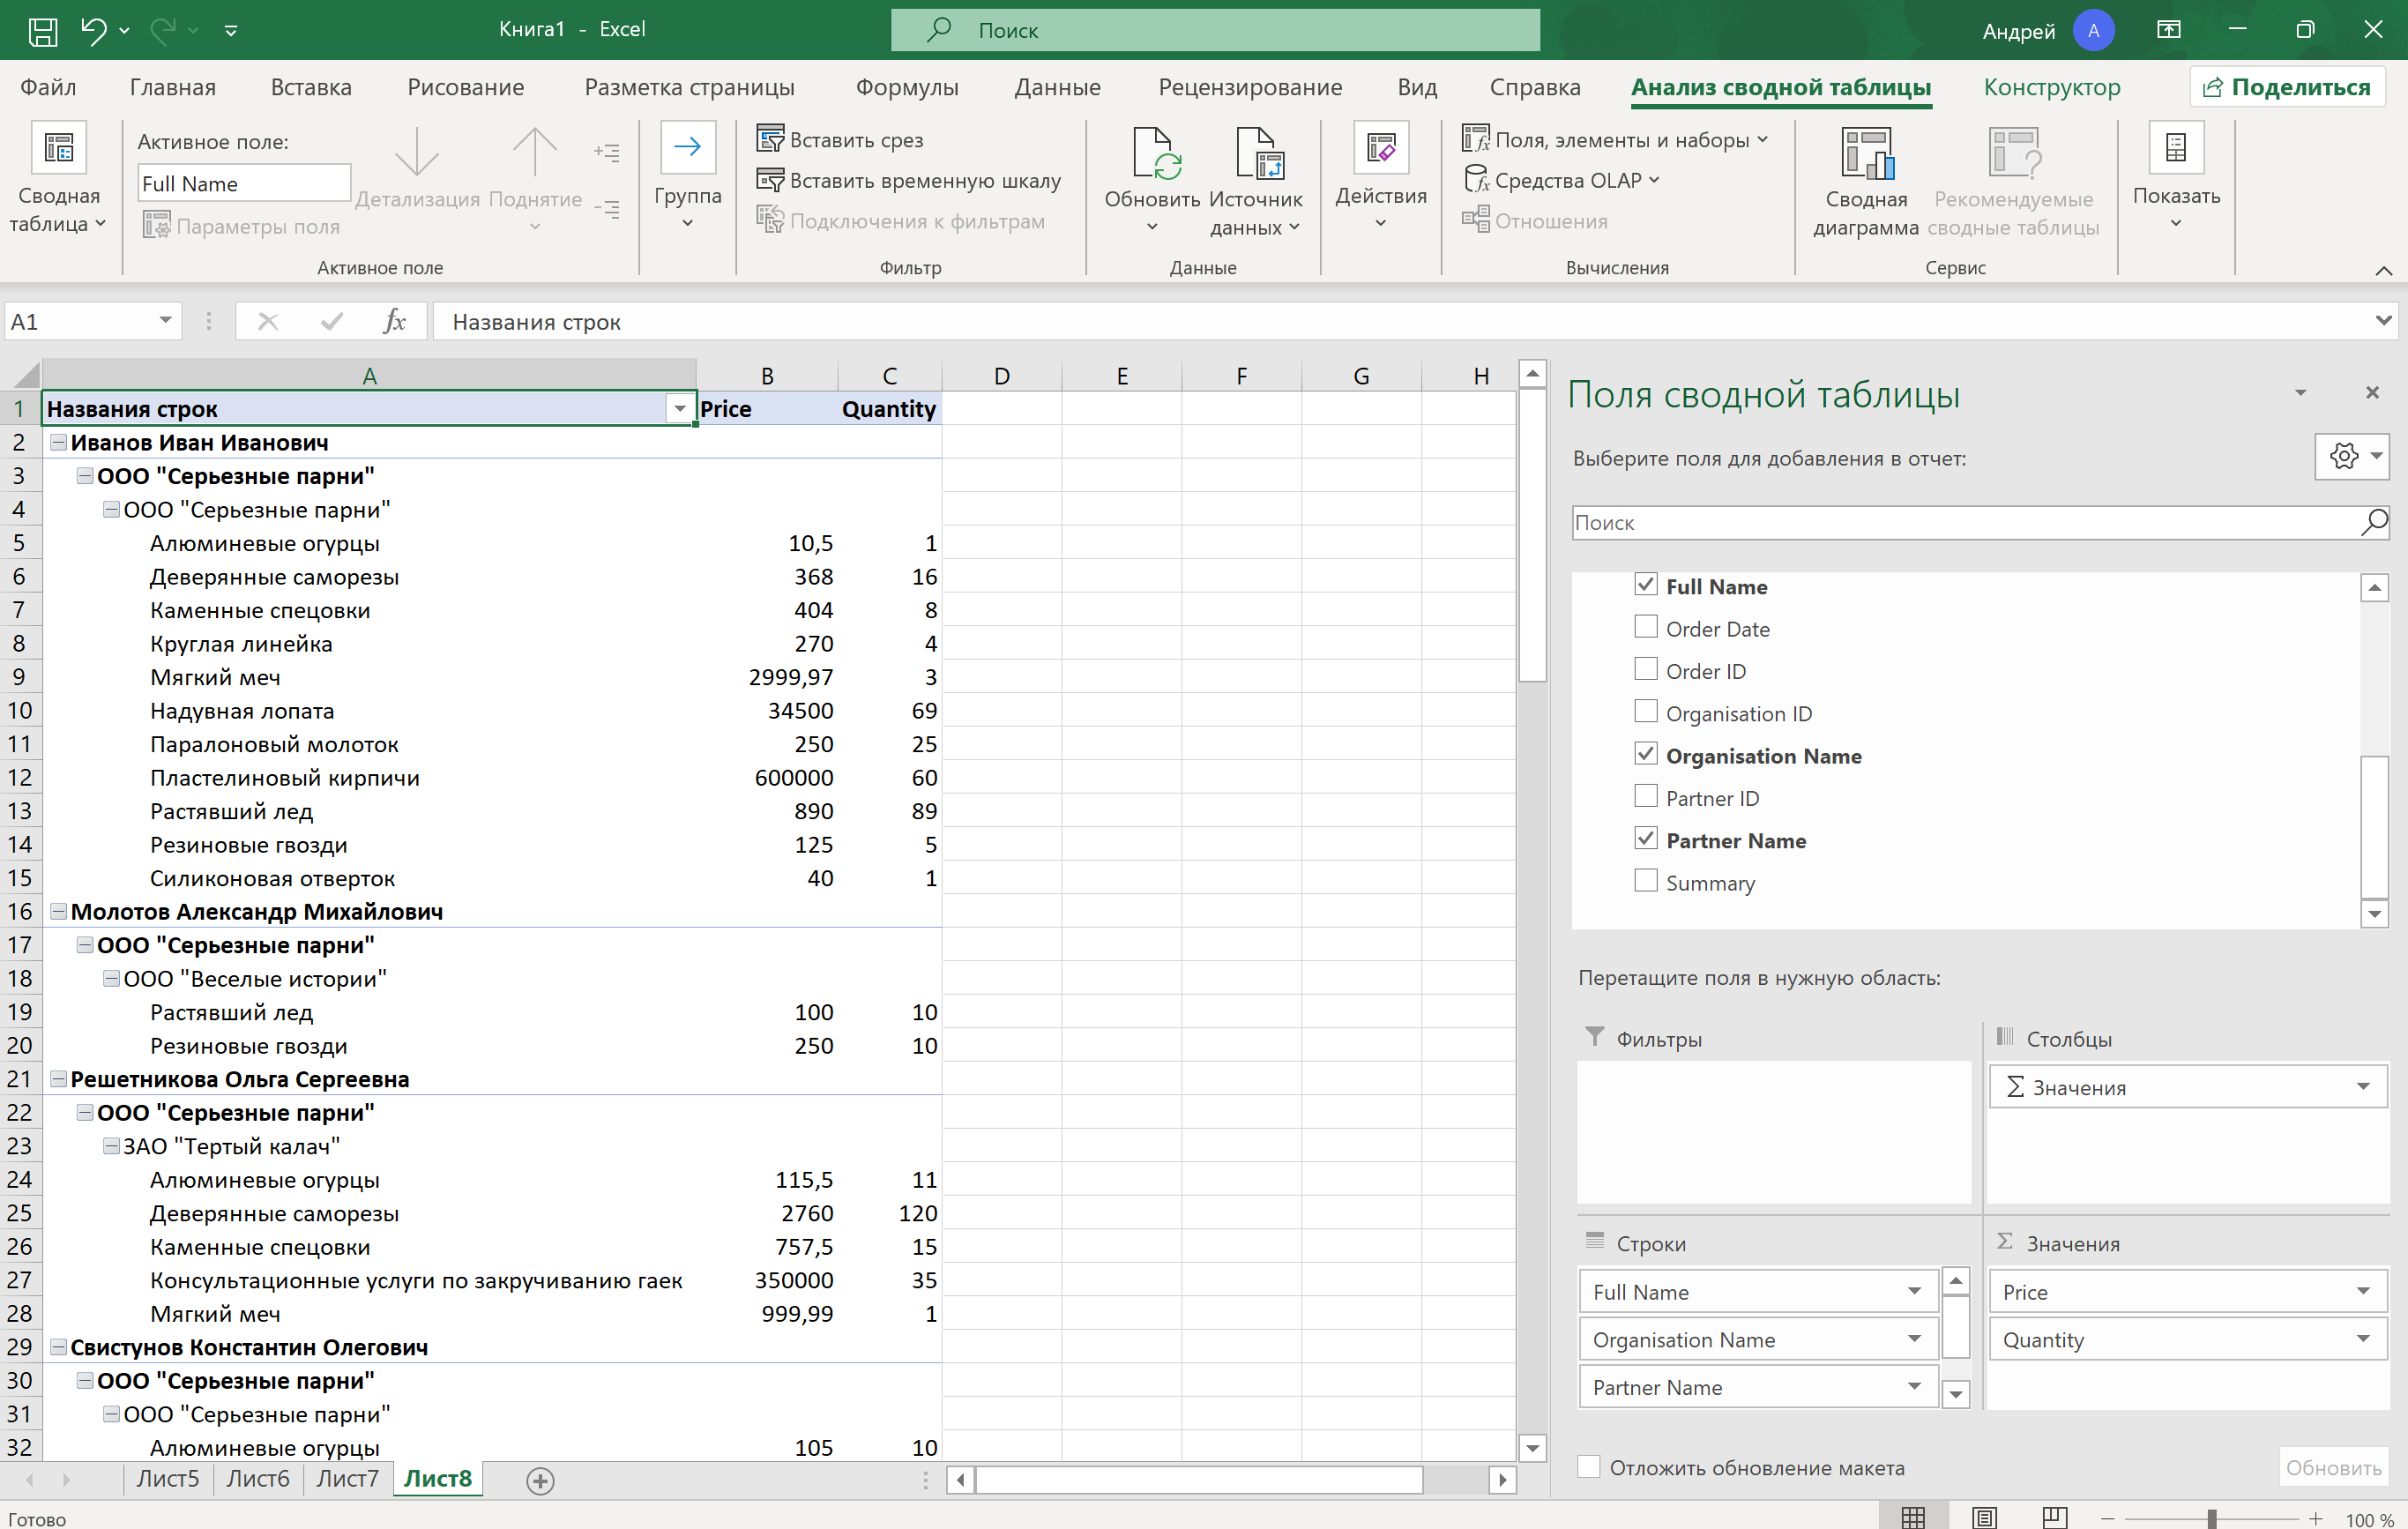 Книга1 - Excel
Поиск
Андрей
А
Файл Главная Вставка Рисование Разметка страницы Формулы Данные Рецензирование Вид Справка Анализ сводной таблицы Конструктор Поделиться
Сводная таблица
Активное поле:
Full Name
Параметры поля
Детализация
Поднятие
Активное поле
Группа
Вставить срез
Вставить временную шкалу
Подключения к фильтрам
Фильтр
Обновить
Источник данных
Данные
Действия
Поля, элементы и наборы
Средства OLAP
Отношения
Вычисления
Сводная диаграмма
Рекомендуемые сводные таблицы
Сервис
Показать
A1
fx
Названия строк
A B C D E F G H
1 Названия строк Price Quantity
2 Иванов Иван Иванович
3 ООО "Серьезные парни"
4 ООО "Серьезные парни"
5 Алюминевые огурцы 10,5 1
6 Деверянные саморезы 368 16
7 Каменные спецовки 404 8
8 Круглая линейка 270 4
9 Мягкий меч 2999,97 3
10 Надувная лопата 34500 69
11 Паралоновый молоток 250 25
12 Пластелиновый кирпичи 600000 60
13 Растявший лед 890 89
14 Резиновые гвозди 125 5
15 Силиконовая отверток 40 1
16 Молотов Александр Михайлович
17 ООО "Серьезные парни"
18 ООО "Веселые истории"
19 Растявший лед 100 10
20 Резиновые гвозди 250 10
21 Решетникова Ольга Сергеевна
22 ООО "Серьезные парни"
23 ЗАО "Тертый калач"
24 Алюминевые огурцы 115,5 11
25 Деверянные саморезы 2760 120
26 Каменные спецовки 757,5 15
27 Консультационные услуги по закручиванию гаек 350000 35
28 Мягкий меч 999,99 1
29 Свистунов Константин Олегович
30 ООО "Серьезные парни"
31 ООО "Серьезные парни"
32 Алюминевые огурцы 105 10
Поля сводной таблицы
Выберите поля для добавления в отчет:
Поиск
Full Name
Order Date
Order ID
Organisation ID
Organisation Name
Partner ID
Partner Name
Summary
Перетащите поля в нужную область:
Фильтры
Столбцы
Σ Значения
Строки
Full Name
Organisation Name
Partner Name
Σ Значения
Price
Quantity
Отложить обновление макета
Обновить
Лист5 Лист6 Лист7 Лист8
Готово
100 %